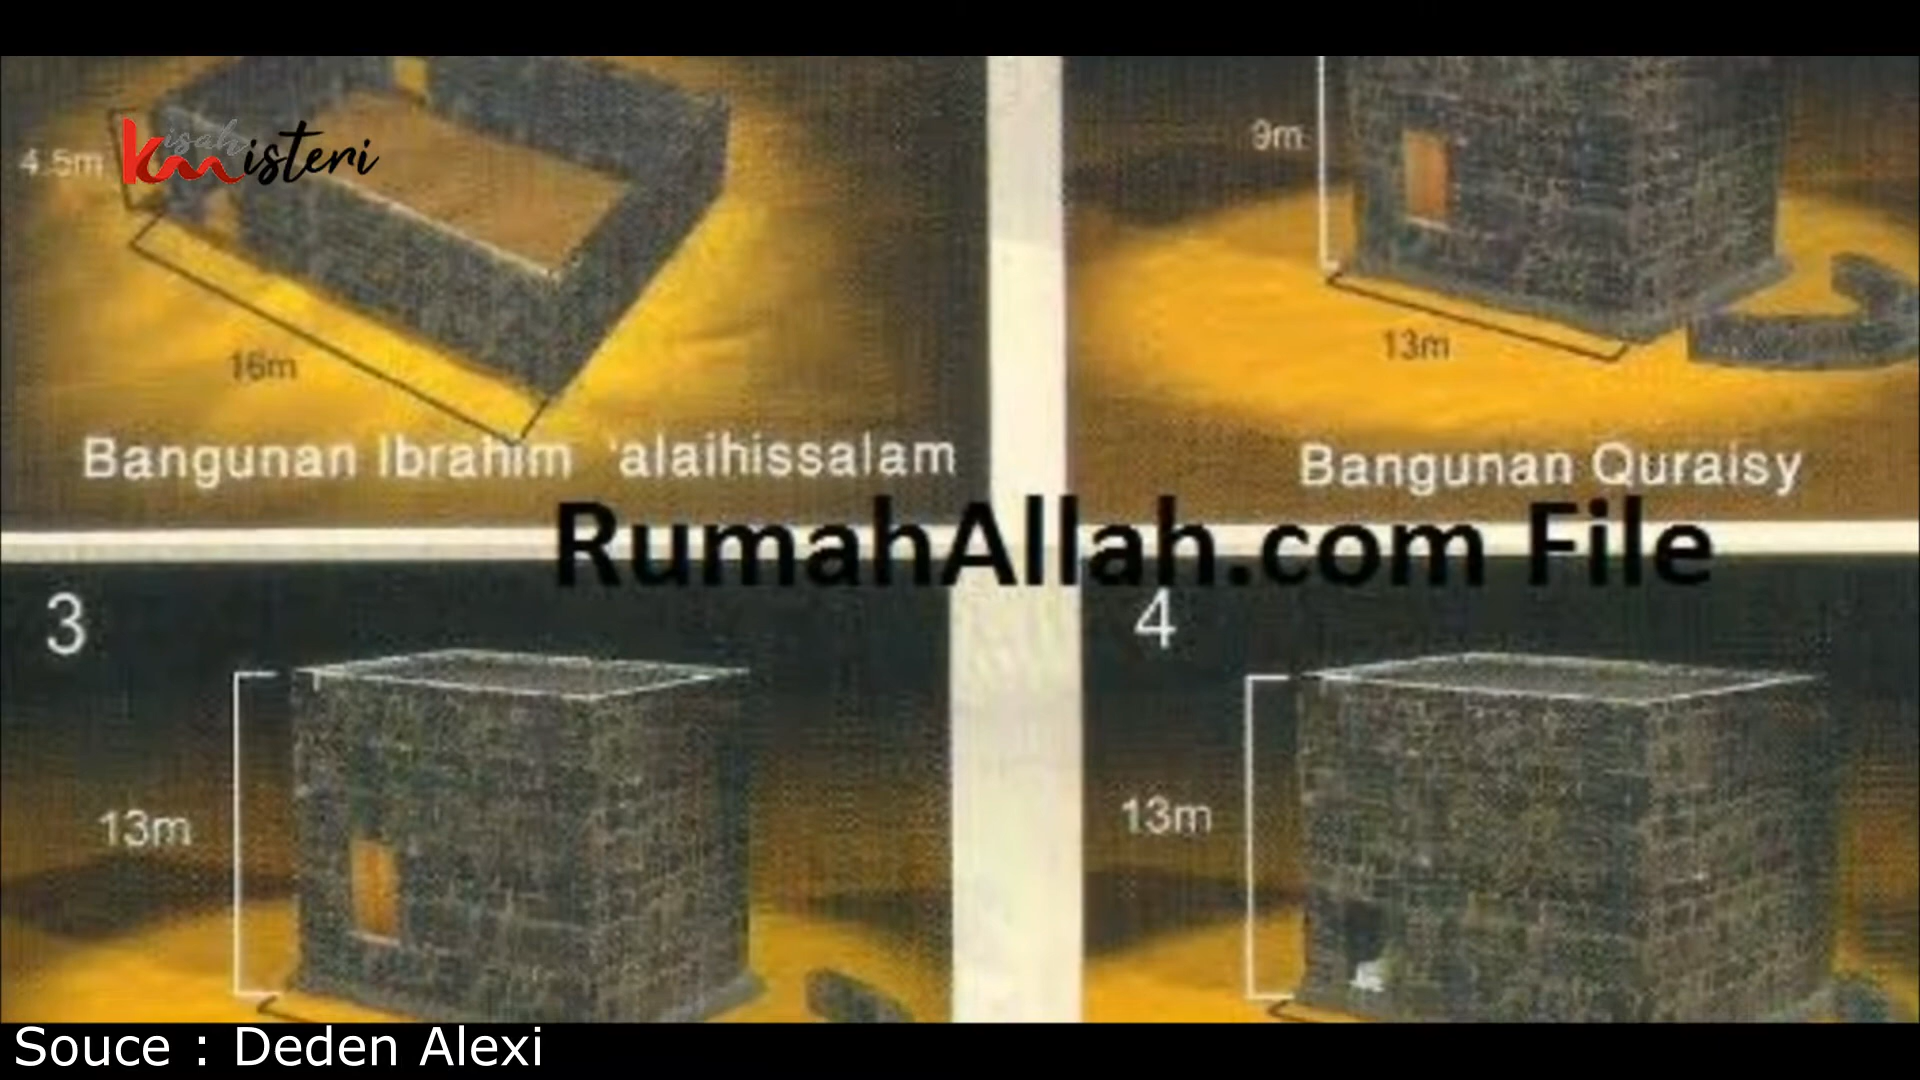 kisah misteri
4.5m
16m
Bangunan Ibrahim 'alaihissalam
9m
13m
Bangunan Quraisy
RumahAllah.com File
3
13m
4
13m
Souce : Deden Alexi